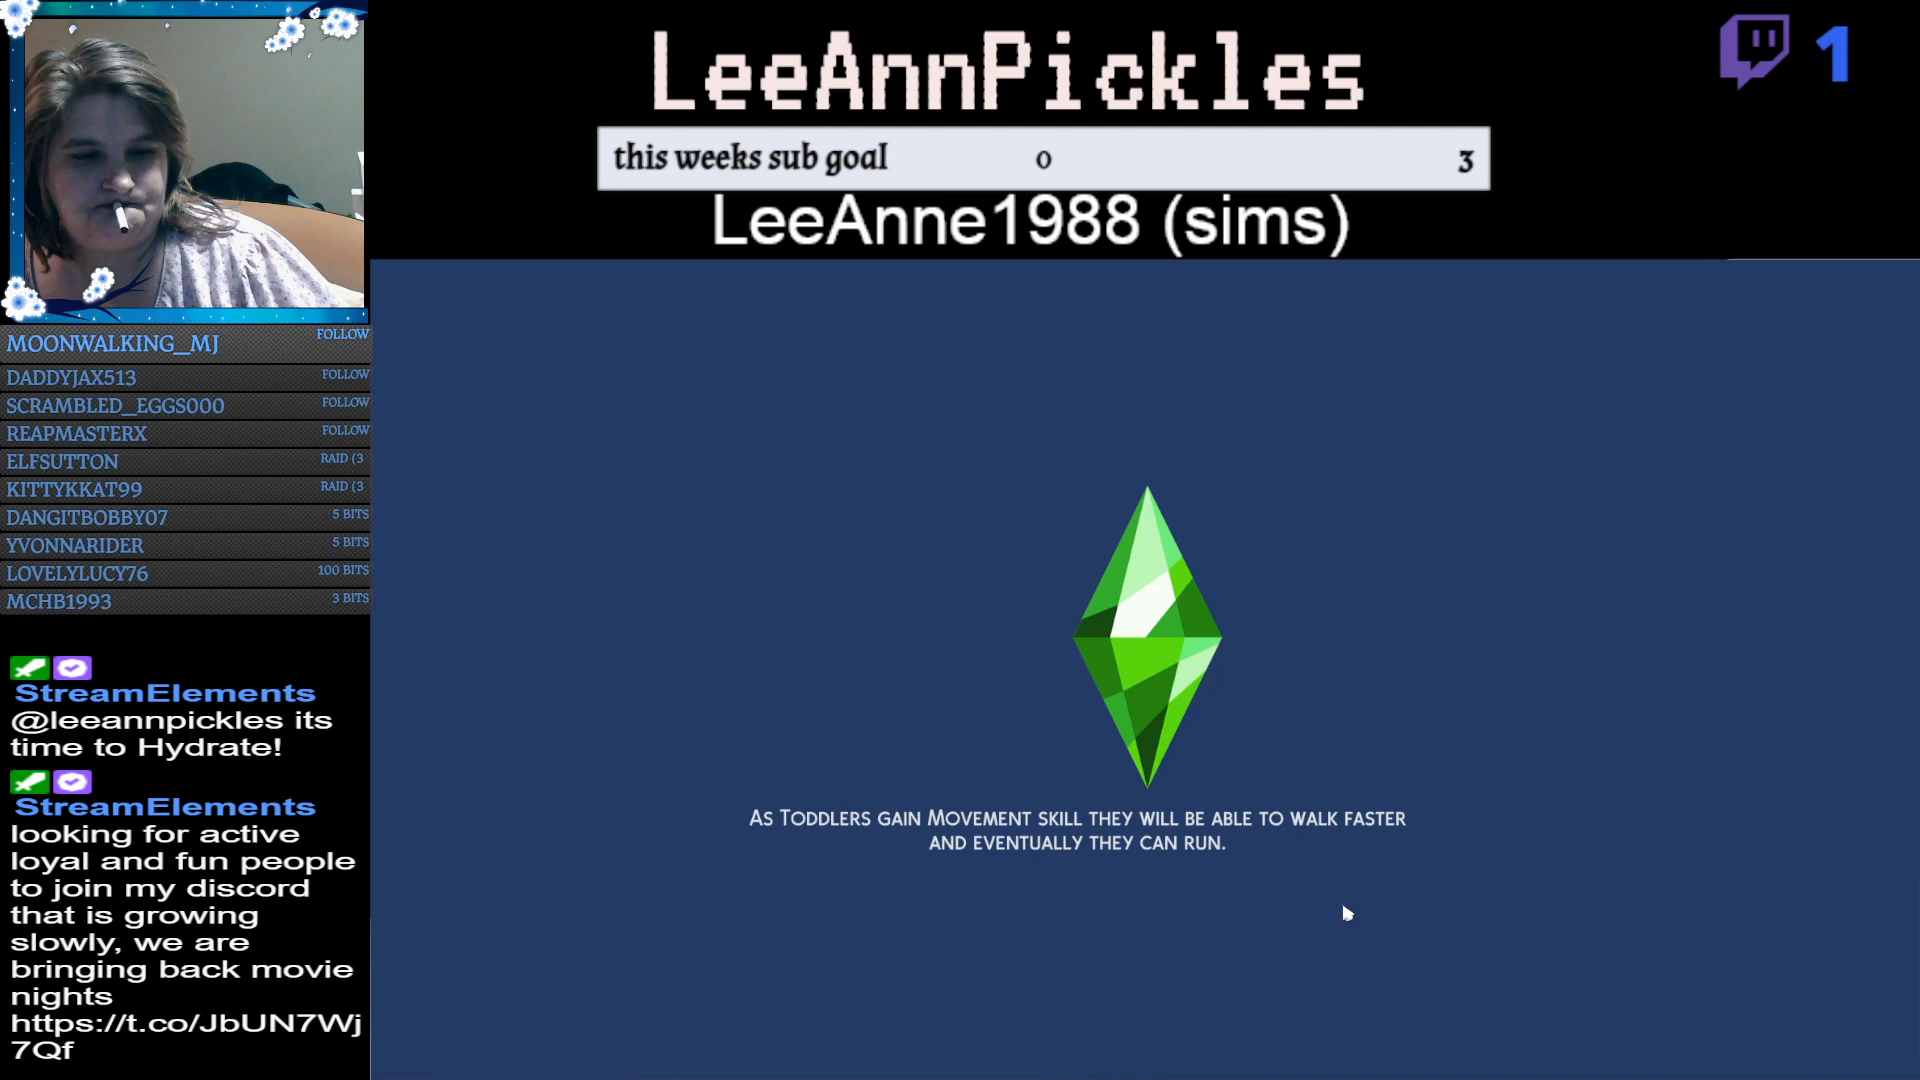 LeeAnnPickles
1
this weeks sub goal 0 3
LeeAnne1988 (sims)
MOONWALKING_MJ FOLLOW
DADDYJAX513 FOLLOW
SCRAMBLED_EGGS000 FOLLOW
REAPMASTERX FOLLOW
ELFSUTTON RAID (3
KITTYKKAT99 RAID (3
DANGITBOBBY07 5 BITS
YVONNARIDER 5 BITS
LOVELYLUCY76 100 BITS
MCHB1993 3 BITS
StreamElements
@leeannpickles its
time to Hydrate!
StreamElements
looking for active
loyal and fun people
to join my discord
that is growing
slowly, we are
bringing back movie
nights
https://t.co/JbUN7Wj
7Qf
AS TODDLERS GAIN MOVEMENT SKILL THEY WILL BE ABLE TO WALK FASTER
AND EVENTUALLY THEY CAN RUN.